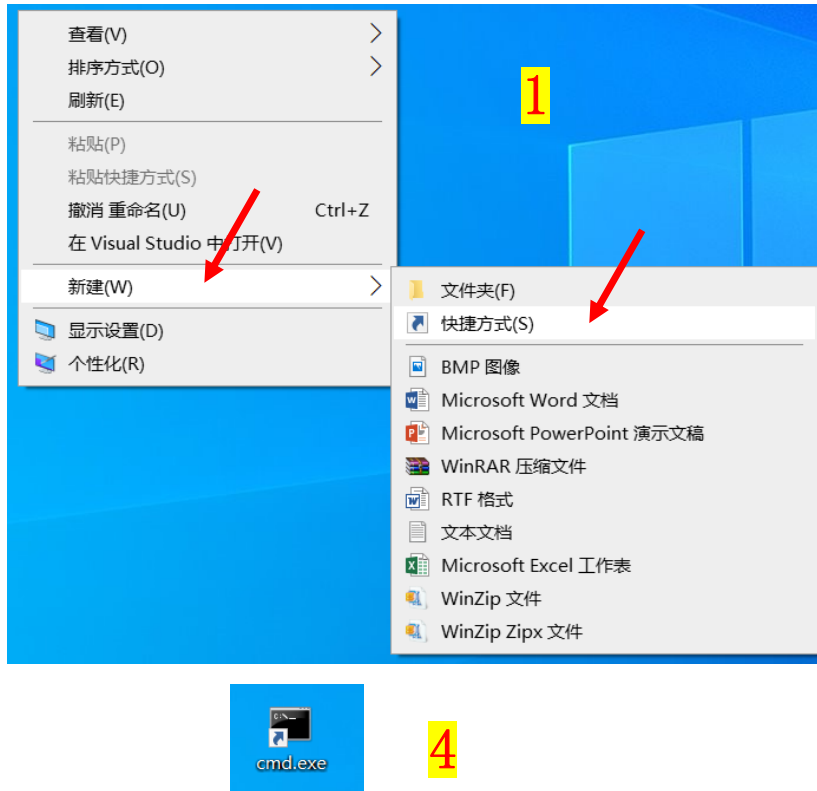 查看(V)
排序方式(O)
刷新(E)
粘贴(P)
粘贴快捷方式(S)
撤消 重命名(U) Ctrl+Z
在 Visual Studio 中打开(V)
新建(W)
显示设置(D)
个性化(R)
1
文件夹(F)
快捷方式(S)
BMP 图像
Microsoft Word 文档
Microsoft PowerPoint 演示文稿
WinRAR 压缩文件
RTF 格式
文本文档
Microsoft Excel 工作表
WinZip 文件
WinZip Zipx 文件
cmd.exe
4